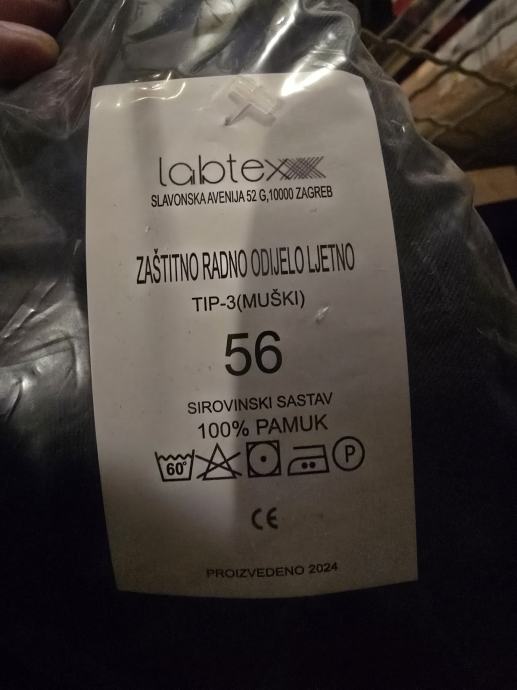 labtex
SLAVONSKA AVENIJA 52 G,10000 ZAGREB
ZAŠTITNO RADNO ODIJELO LJETNO
TIP-3(MUŠKI)
56
SIROVINSKI SASTAV
100% PAMUK
60° P
CE
PROIZVEDENO 2024